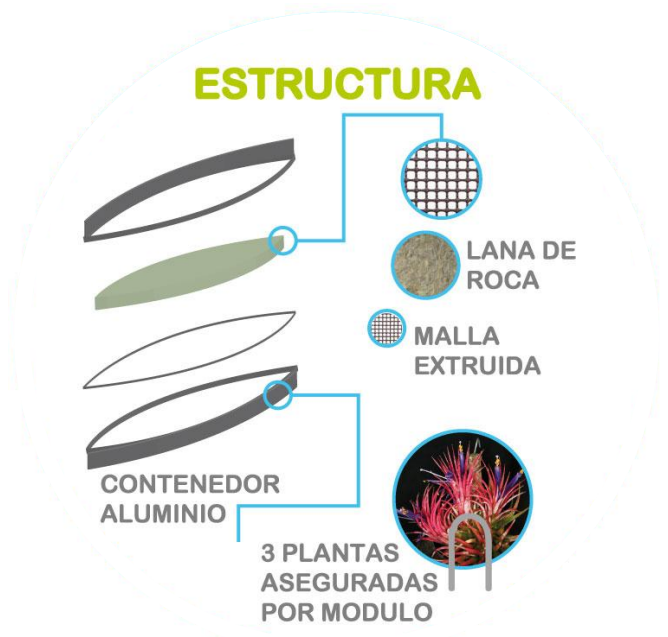 ESTRUCTURA
LANA DE
ROCA
MALLA
EXTRUIDA
CONTENEDOR
ALUMINIO
3 PLANTAS
ASEGURADAS
POR MODULO